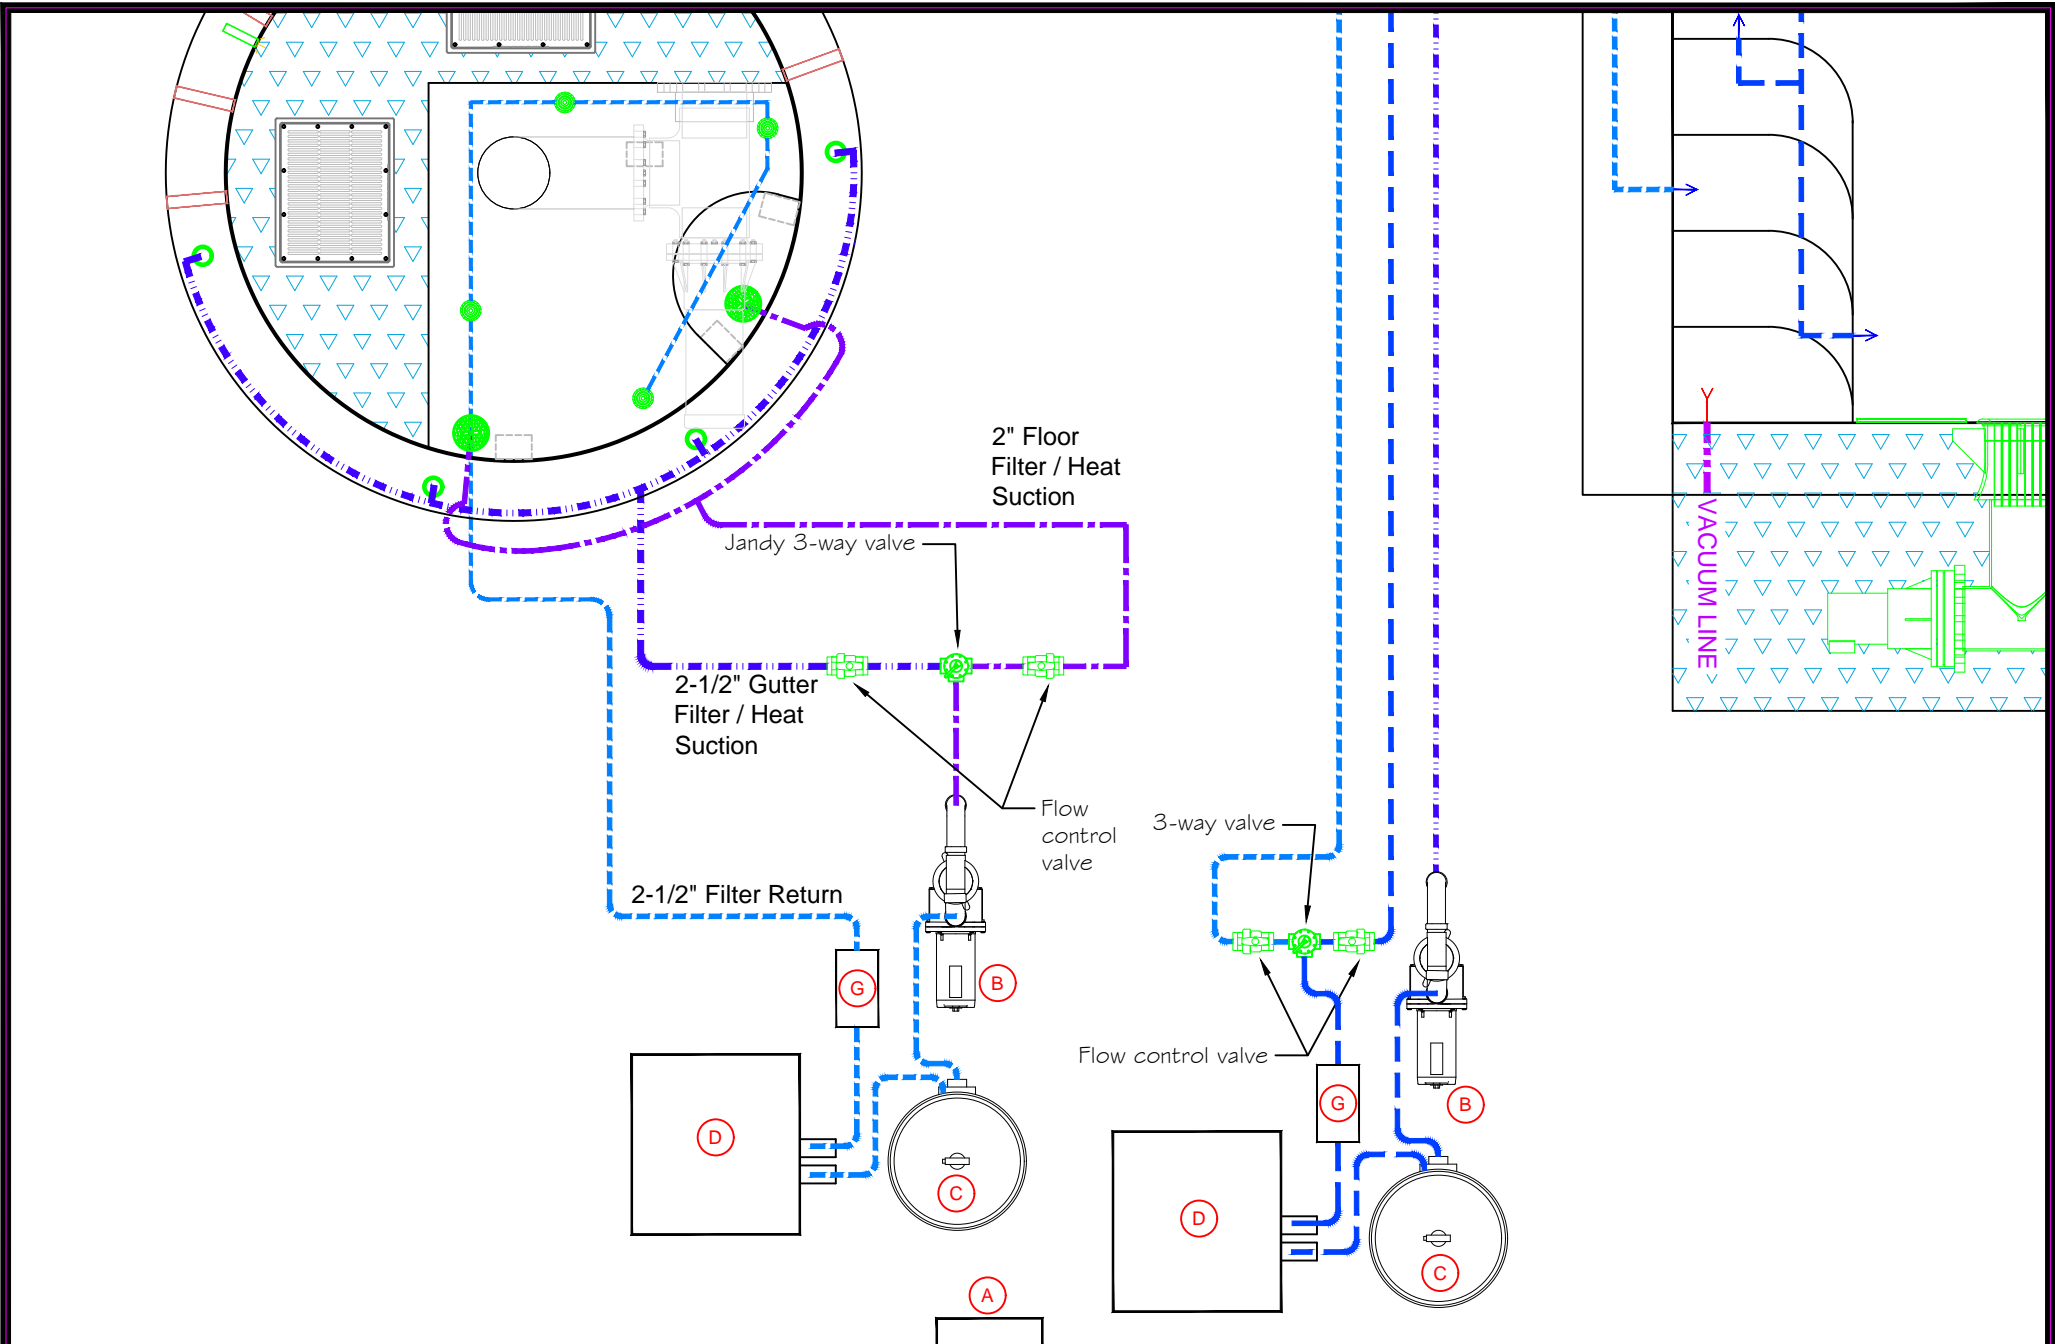 2" Floor
Filter / Heat
Suction
Jandy 3-way valve
2-1/2" Gutter
Filter / Heat
Suction
Flow
control
valve
2-1/2" Filter Return
3-way valve
Flow control valve
VACUUM LINE
G
B
D
C
A
G
B
D
C